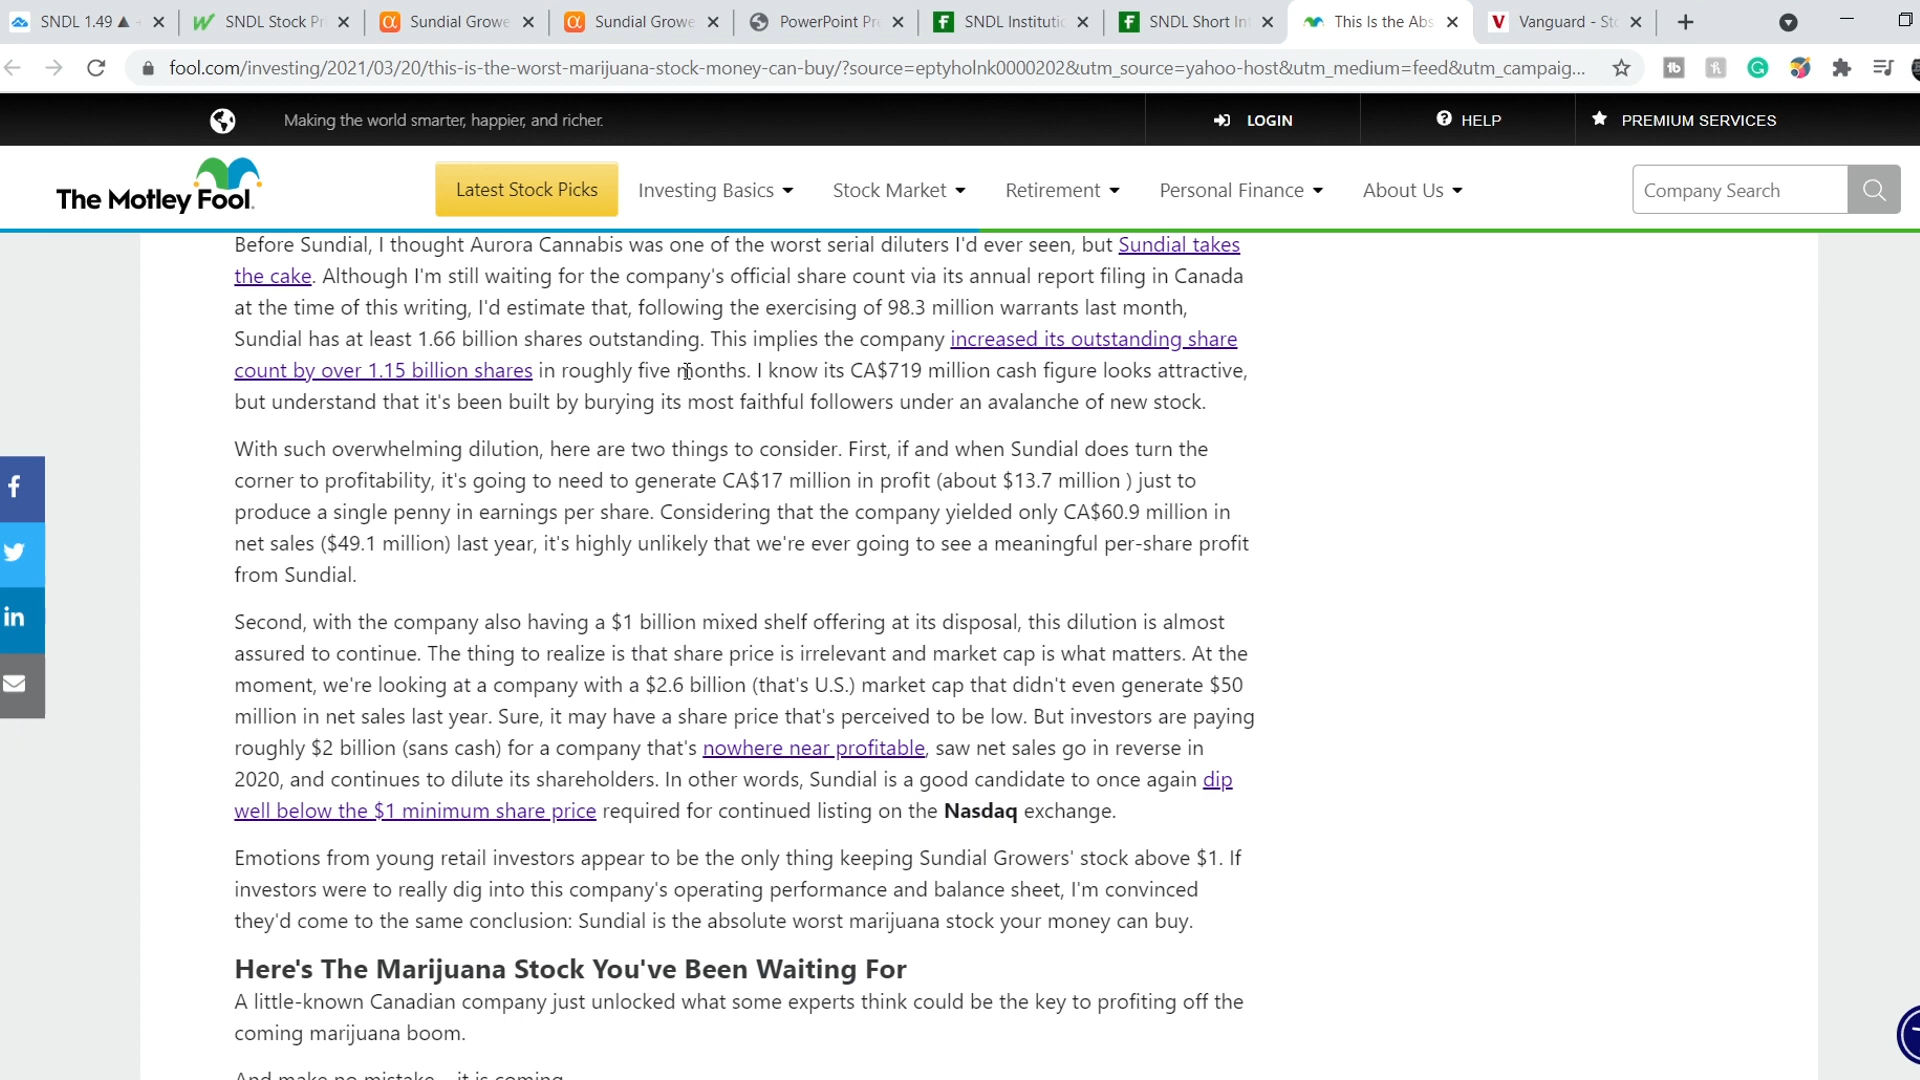 SNDL 1.49 ▲
SNDL Stock Pr
Sundial Growe
Sundial Growe
PowerPoint Pr
SNDL Institutio
SNDL Short Int
This Is the Abs
Vanguard - Sto
fool.com/investing/2021/03/20/this-is-the-worst-marijuana-stock-money-can-buy/?source=eptyholnk0000202&utm_source=yahoo-host&utm_medium=feed&utm_campaig...
Making the world smarter, happier, and richer.
LOGIN
HELP
PREMIUM SERVICES
The Motley Fool.
Latest Stock Picks
Investing Basics
Stock Market
Retirement
Personal Finance
About Us
Company Search
Before Sundial, I thought Aurora Cannabis was one of the worst serial diluters I'd ever seen, but Sundial takes
the cake. Although I'm still waiting for the company's official share count via its annual report filing in Canada
at the time of this writing, I'd estimate that, following the exercising of 98.3 million warrants last month,
Sundial has at least 1.66 billion shares outstanding. This implies the company increased its outstanding share
count by over 1.15 billion shares in roughly five months. I know its CA$719 million cash figure looks attractive,
but understand that it's been built by burying its most faithful followers under an avalanche of new stock.
With such overwhelming dilution, here are two things to consider. First, if and when Sundial does turn the
corner to profitability, it's going to need to generate CA$17 million in profit (about $13.7 million ) just to
produce a single penny in earnings per share. Considering that the company yielded only CA$60.9 million in
net sales ($49.1 million) last year, it's highly unlikely that we're ever going to see a meaningful per-share profit
from Sundial.
Second, with the company also having a $1 billion mixed shelf offering at its disposal, this dilution is almost
assured to continue. The thing to realize is that share price is irrelevant and market cap is what matters. At the
moment, we're looking at a company with a $2.6 billion (that's U.S.) market cap that didn't even generate $50
million in net sales last year. Sure, it may have a share price that's perceived to be low. But investors are paying
roughly $2 billion (sans cash) for a company that's nowhere near profitable, saw net sales go in reverse in
2020, and continues to dilute its shareholders. In other words, Sundial is a good candidate to once again dip
well below the $1 minimum share price required for continued listing on the Nasdaq exchange.
Emotions from young retail investors appear to be the only thing keeping Sundial Growers' stock above $1. If
investors were to really dig into this company's operating performance and balance sheet, I'm convinced
they'd come to the same conclusion: Sundial is the absolute worst marijuana stock your money can buy.
Here's The Marijuana Stock You've Been Waiting For
A little-known Canadian company just unlocked what some experts think could be the key to profiting off the
coming marijuana boom.
And make no mistake – it is coming.